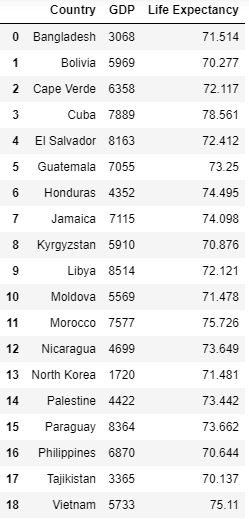 Country GDP Life Expectancy
0 Bangladesh 3068 71.514
1 Bolivia 5969 70.277
2 Cape Verde 6358 72.117
3 Cuba 7889 78.561
4 El Salvador 8163 72.412
5 Guatemala 7055 73.25
6 Honduras 4352 74.495
7 Jamaica 7115 74.098
8 Kyrgyzstan 5910 70.876
9 Libya 8514 72.121
10 Moldova 5569 71.478
11 Morocco 7577 75.726
12 Nicaragua 4699 73.649
13 North Korea 1720 71.481
14 Palestine 4422 73.442
15 Paraguay 8364 73.662
16 Philippines 6870 70.644
17 Tajikistan 3365 70.137
18 Vietnam 5733 75.11